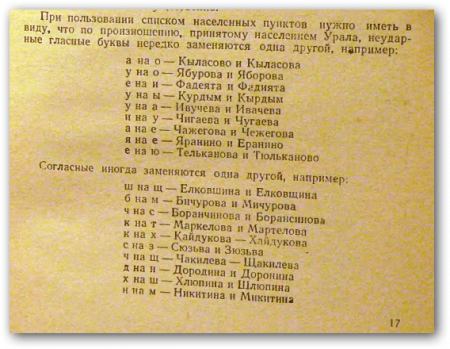 При пользовании списком населенных пунктов нужно иметь в
виду, что по произношению, принятому населением Урала, неудар-
ные гласные буквы нередко заменяются одна другой, например:
а на о — Кыласово и Кыласова
у на о — Ябурова и Яборова
е на и — Фадеята и Фадията
у на ы — Курдым и Кырдым
у на а — Ивучева и Ивачева
и на у — Чигаева и Чугаева
а на е — Чажегова и Чежегова
я на е — Яранино и Еранино
е на ю — Тельканово и Тюльканово
Согласные иногда заменяются одна другой, например:
ш на щ — Елковшина и Елковщина
б на м — Бичурова и Мичурова
ч на с — Боранчинова и Борансинова
к на т — Маркелова и Мартелова
к на х — Кайдукова — Хайдукова
с на з — Сюзьва и Зюзьва
ч на щ — Чакилева — Щакилева
д на н — Дородина и Доронина
х на ш — Хлюпина и Шлюпина
н на м — Никитина и Микитина
17